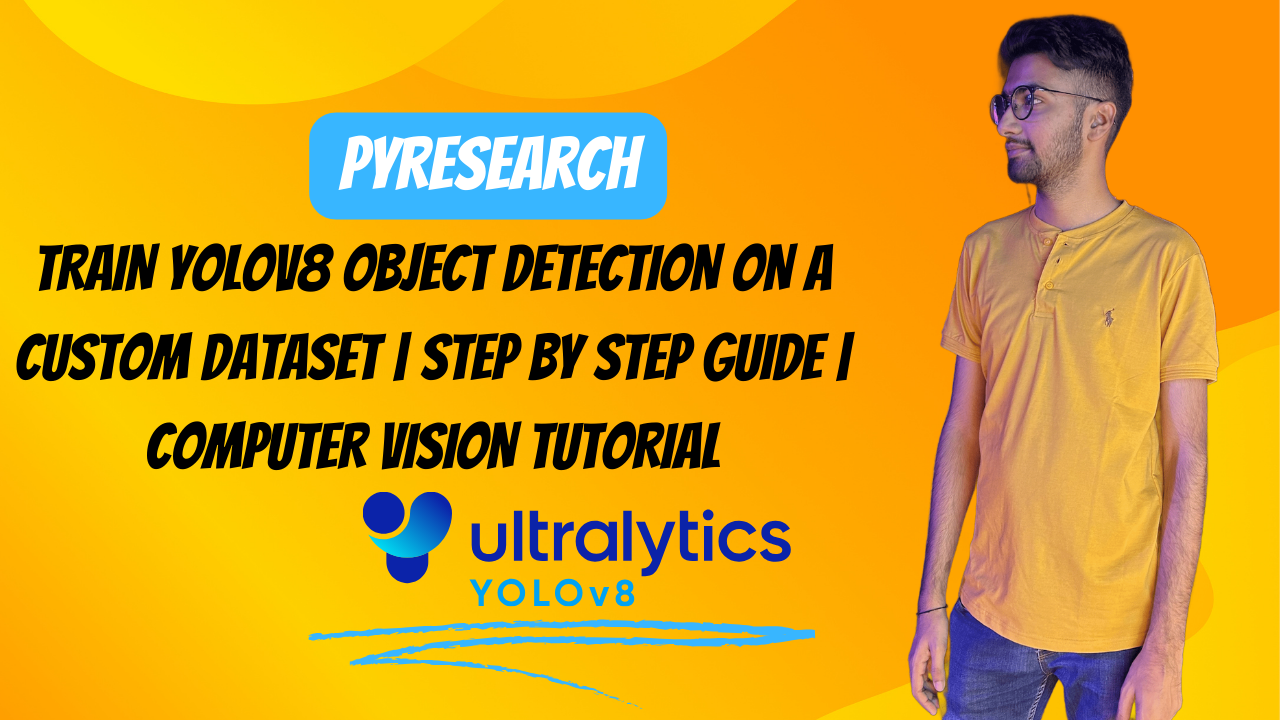 PYRESEARCH
TRAIN YOLOV8 OBJECT DETECTION ON A
CUSTOM DATASET | STEP BY STEP GUIDE |
COMPUTER VISION TUTORIAL
ultralytics
YOLOv8